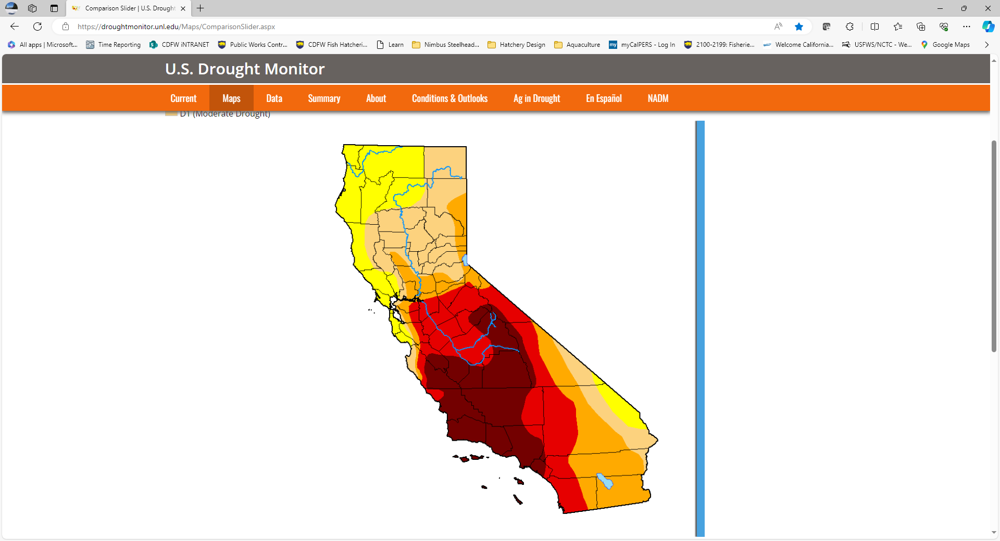 Comparison Slider | U.S. Drought
https://droughtmonitor.unl.edu/Maps/ComparisonSlider.aspx
All apps | Microsoft... Time Reporting CDFW iNTRANET Public Works Contr... CDFW Fish Hatcheri... Learn Nimbus Steelhead... Hatchery Design Aquaculture my myCalPERS - Log In 2100-2199: Fisherie... Welcome California... USFWS/NCTC - We... Google Maps
U.S. Drought Monitor
Current Maps Data Summary About Conditions & Outlooks Ag in Drought En Español NADM
D1 (Moderate Drought)